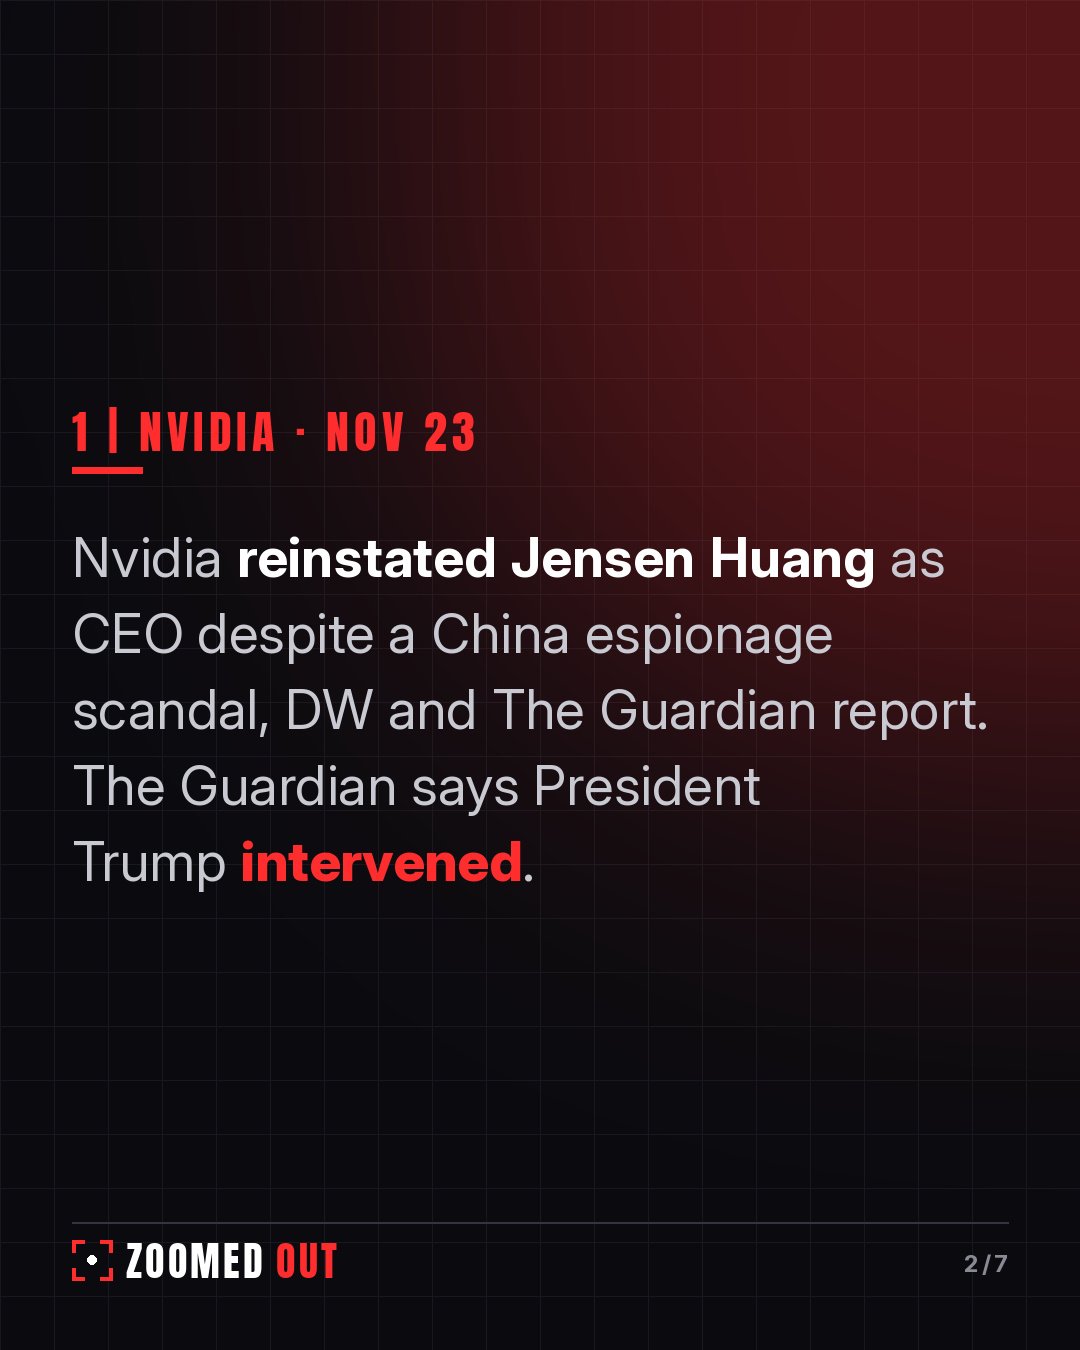 1 | NVIDIA · NOV 23
Nvidia reinstated Jensen Huang as
CEO despite a China espionage
scandal, DW and The Guardian report.
The Guardian says President
Trump intervened.
ZOOMED OUT
2/7